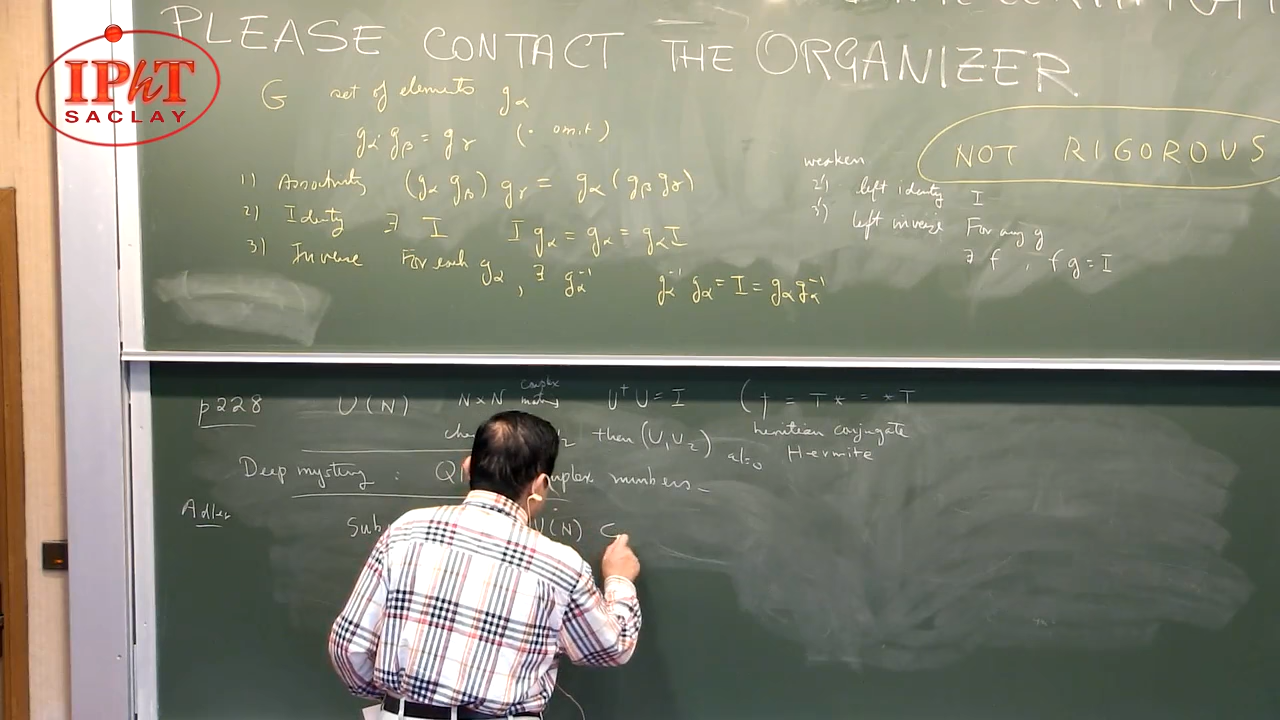 PLEASE CONTACT THE ORGANIZER
IPhT
SACLAY
G set of elements gα
gα · gβ = gγ (· omit)
1) Associativity (gα gβ) gγ = gα (gβ gγ)
2) Identity ∃ I I gα = gα = gα I
3) Inverse For each gα, ∃ gα⁻¹ gα⁻¹ gα = I = gα gα⁻¹
NOT RIGOROUS
weaken
2') left identity I
3') left inverse For any g
∃ f, f g = I
p228 U(N) N×N complex matrices U†U = I († = T* = *T
hermitian conjugate
Hermite
then (U₁U₂) also
Deep mystery: complex numbers
Adler
U(N) ⊂